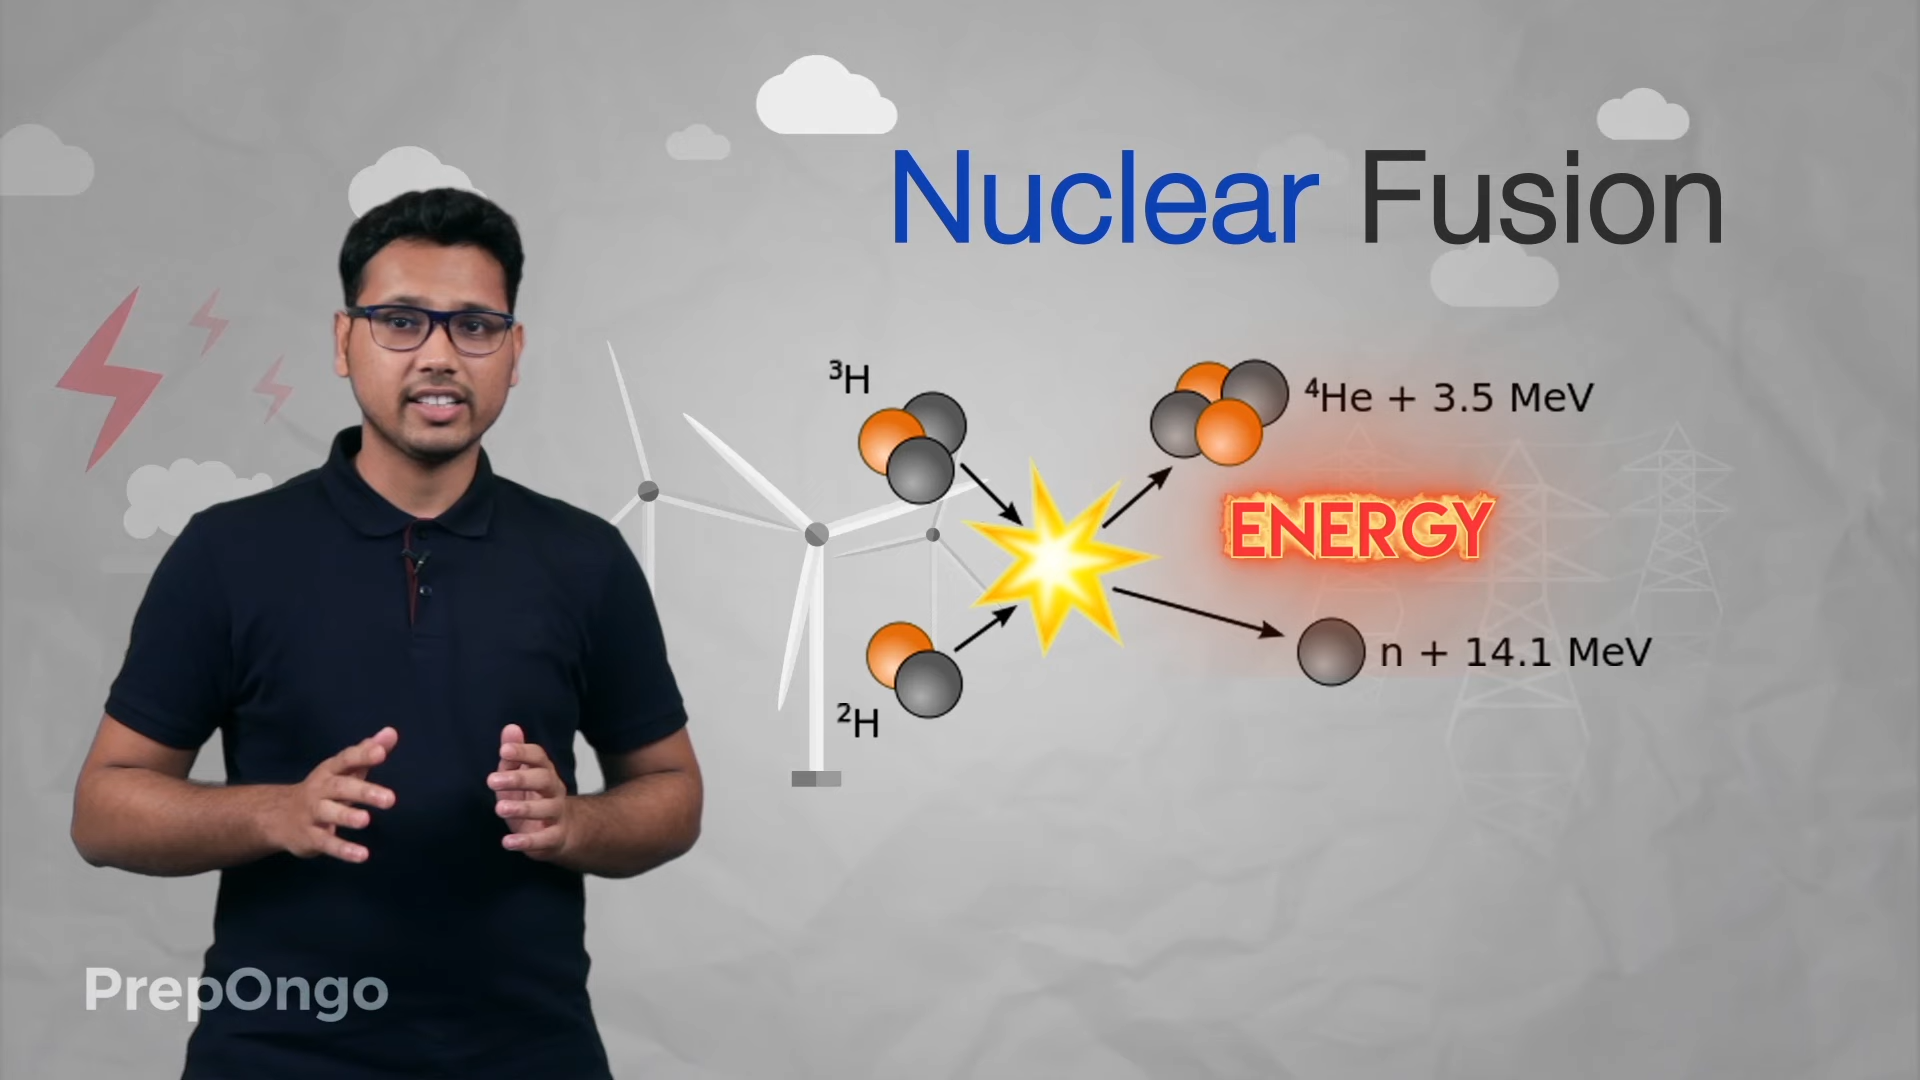 Nuclear Fusion
³H
⁴He + 3.5 MeV
ENERGY
n + 14.1 MeV
²H
PrepOngo